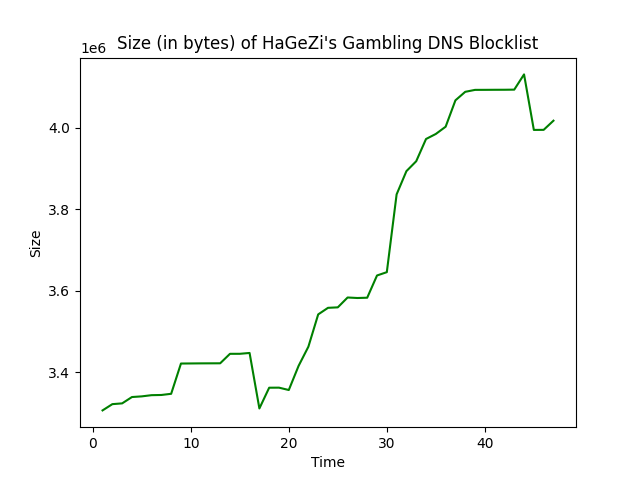 Size (in bytes) of HaGeZi's Gambling DNS Blocklist
1e6
4.0
3.8
3.6
3.4
Size
0 10 20 30 40
Time